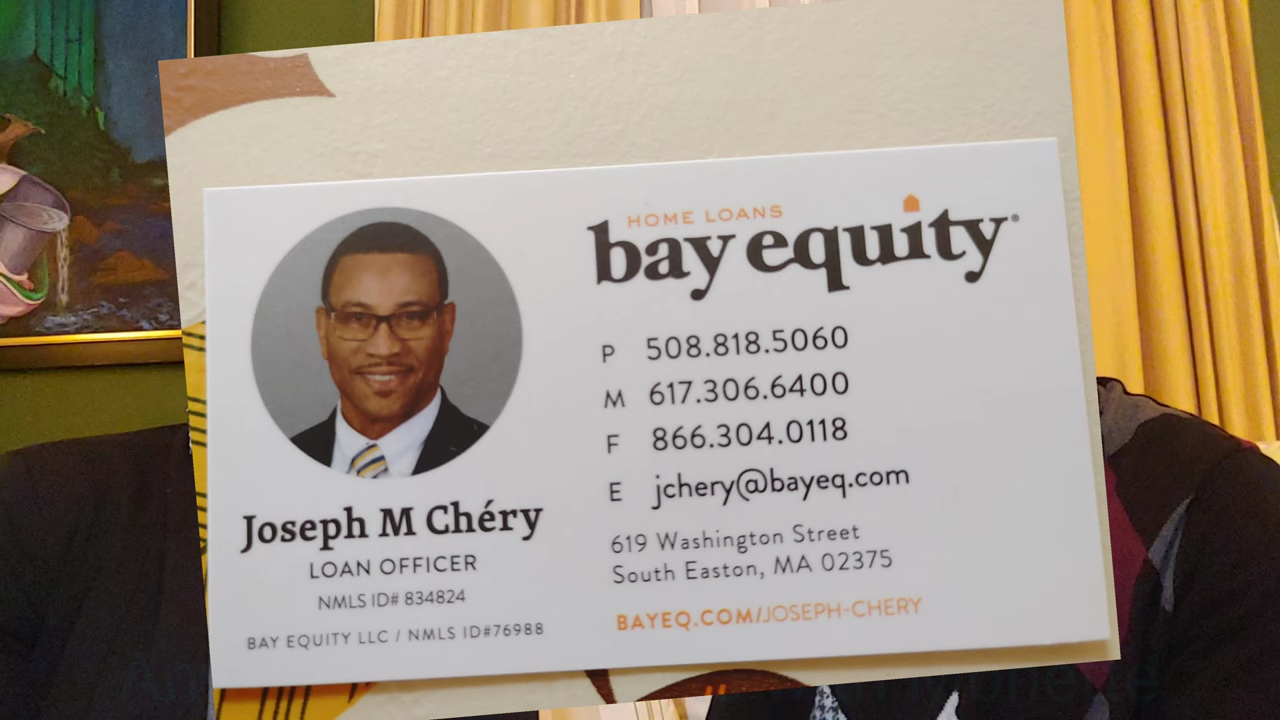 Joseph M Chéry
LOAN OFFICER
NMLS ID# 834824
BAY EQUITY LLC / NMLS ID#76988
HOME LOANS
bay equity®
P 508.818.5060
M 617.306.6400
F 866.304.0118
E jchery@bayeq.com
619 Washington Street
South Easton, MA 02375
BAYEQ.COM/JOSEPH-CHERY